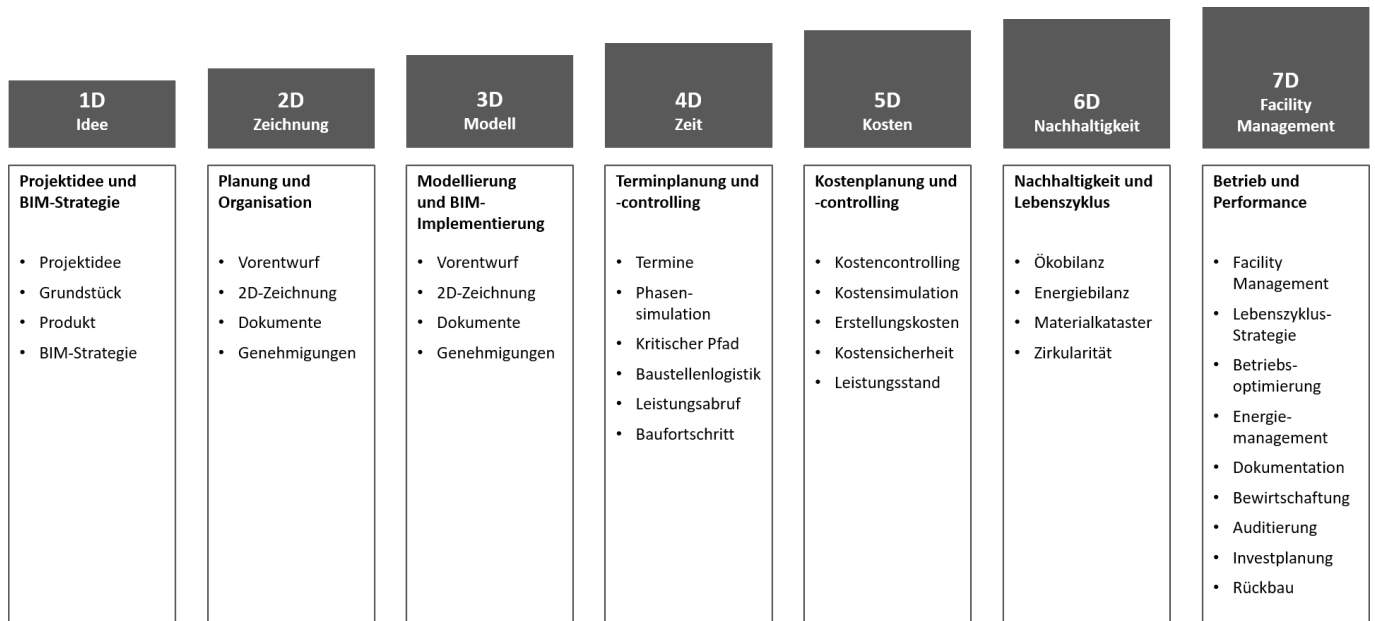 1D
Idee
2D
Zeichnung
3D
Modell
4D
Zeit
5D
Kosten
6D
Nachhaltigkeit
7D
Facility
Management
Projektidee und
BIM-Strategie
• Projektidee
• Grundstück
• Produkt
• BIM-Strategie
Planung und
Organisation
• Vorentwurf
• 2D-Zeichnung
• Dokumente
• Genehmigungen
Modellierung
und BIM-
Implementierung
• Vorentwurf
• 2D-Zeichnung
• Dokumente
• Genehmigungen
Terminplanung und
-controlling
• Termine
• Phasen-
simulation
• Kritischer Pfad
• Baustellenlogistik
• Leistungsabruf
• Baufortschritt
Kostenplanung und
-controlling
• Kostencontrolling
• Kostensimulation
• Erstellungskosten
• Kostensicherheit
• Leistungsstand
Nachhaltigkeit und
Lebenszyklus
• Ökobilanz
• Energiebilanz
• Materialkataster
• Zirkularität
Betrieb und
Performance
• Facility
Management
• Lebenszyklus-
Strategie
• Betriebs-
optimierung
• Energie-
management
• Dokumentation
• Bewirtschaftung
• Auditierung
• Investplanung
• Rückbau